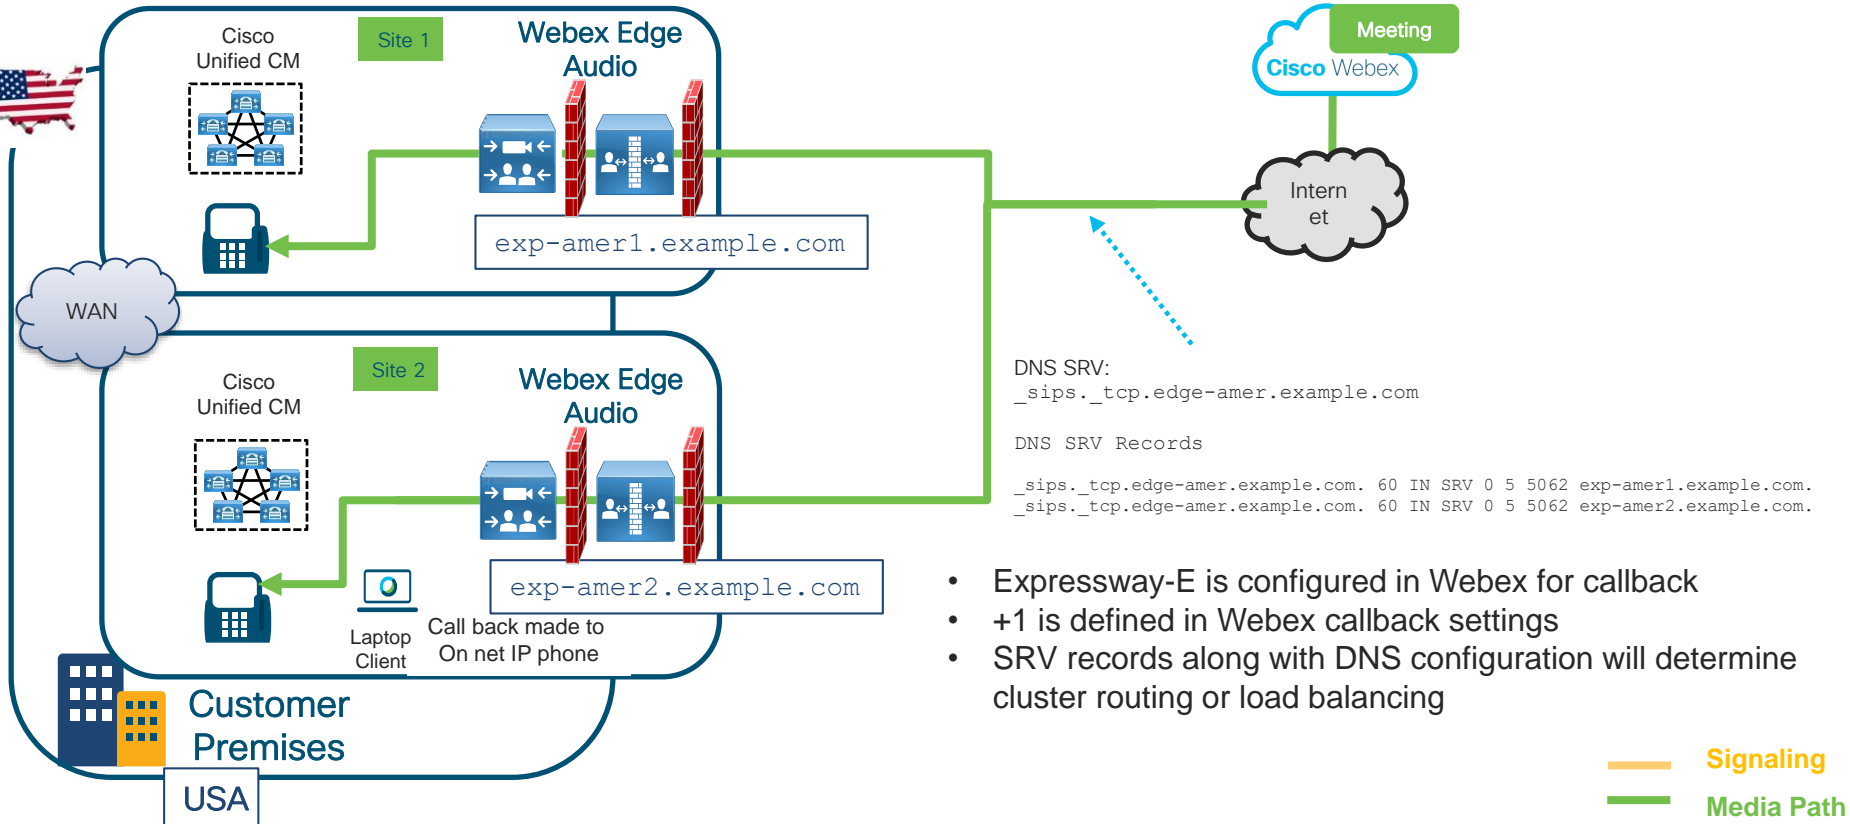 Cisco
Unified CM
Site 1
Webex Edge
Audio
exp-amer1.example.com
WAN
Cisco
Unified CM
Site 2
Webex Edge
Audio
exp-amer2.example.com
Laptop
Client
Call back made to
On net IP phone
Customer
Premises
USA
Meeting
Cisco Webex
Intern
et
DNS SRV:
_sips._tcp.edge-amer.example.com
DNS SRV Records
_sips._tcp.edge-amer.example.com. 60 IN SRV 0 5 5062 exp-amer1.example.com.
_sips._tcp.edge-amer.example.com. 60 IN SRV 0 5 5062 exp-amer2.example.com.
• Expressway-E is configured in Webex for callback
• +1 is defined in Webex callback settings
• SRV records along with DNS configuration will determine
cluster routing or load balancing
Signaling
Media Path